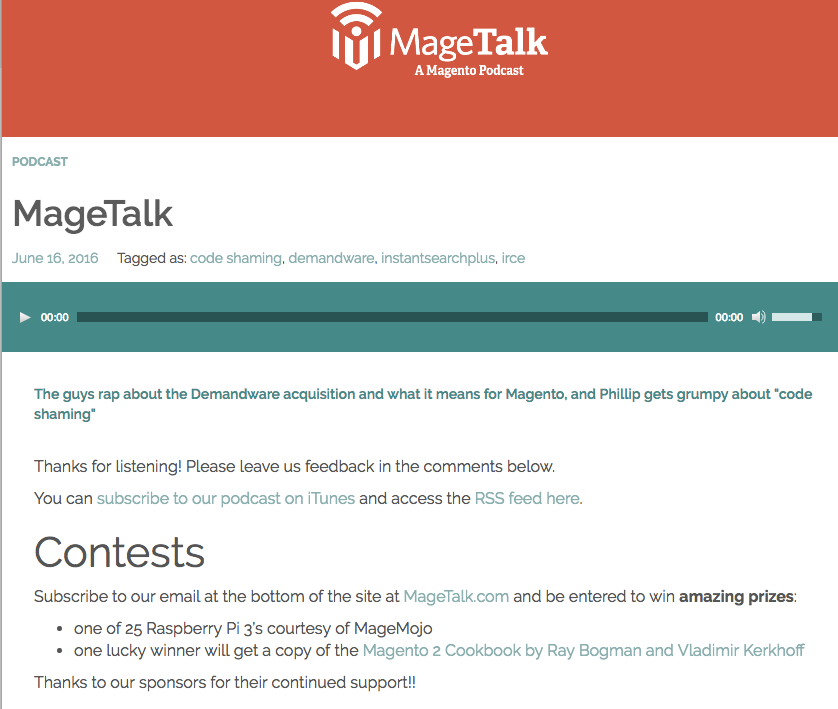 MageTalk
A Magento Podcast
PODCAST
MageTalk
June 16, 2016 Tagged as: code shaming, demandware, instantsearchplus, irce
00:00 00:00
The guys rap about the Demandware acquisition and what it means for Magento, and Phillip gets grumpy about "code
shaming"
Thanks for listening! Please leave us feedback in the comments below.
You can subscribe to our podcast on iTunes and access the RSS feed here.
Contests
Subscribe to our email at the bottom of the site at MageTalk.com and be entered to win amazing prizes:
• one of 25 Raspberry Pi 3's courtesy of MageMojo
• one lucky winner will get a copy of the Magento 2 Cookbook by Ray Bogman and Vladimir Kerkhoff
Thanks to our sponsors for their continued support!!